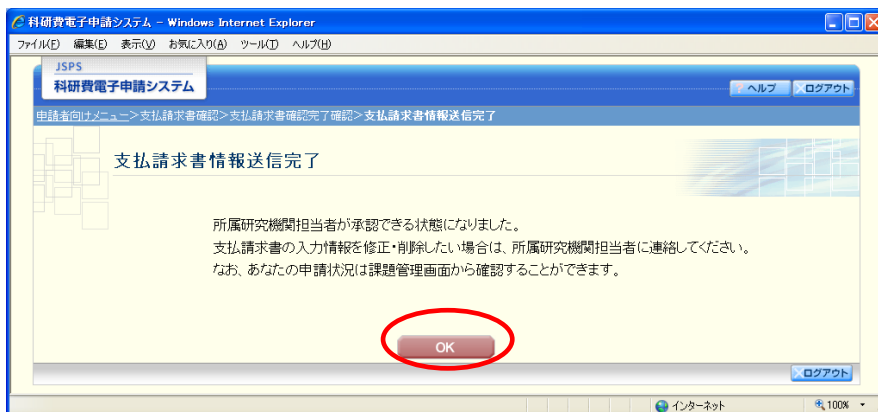 科研費電子申請システム - Windows Internet Explorer
ファイル(F) 編集(E) 表示(V) お気に入り(A) ツール(T) ヘルプ(H)
JSPS
科研費電子申請システム
? ヘルプ ×ログアウト
申請者向けメニュー>支払請求書確認>支払請求書確認完了確認>支払請求書情報送信完了
支払請求書情報送信完了
所属研究機関担当者が承認できる状態になりました。
支払請求書の入力情報を修正・削除したい場合は、所属研究機関担当者に連絡してください。
なお、あなたの申請状況は課題管理画面から確認することができます。
OK
×ログアウト
インターネット 100%